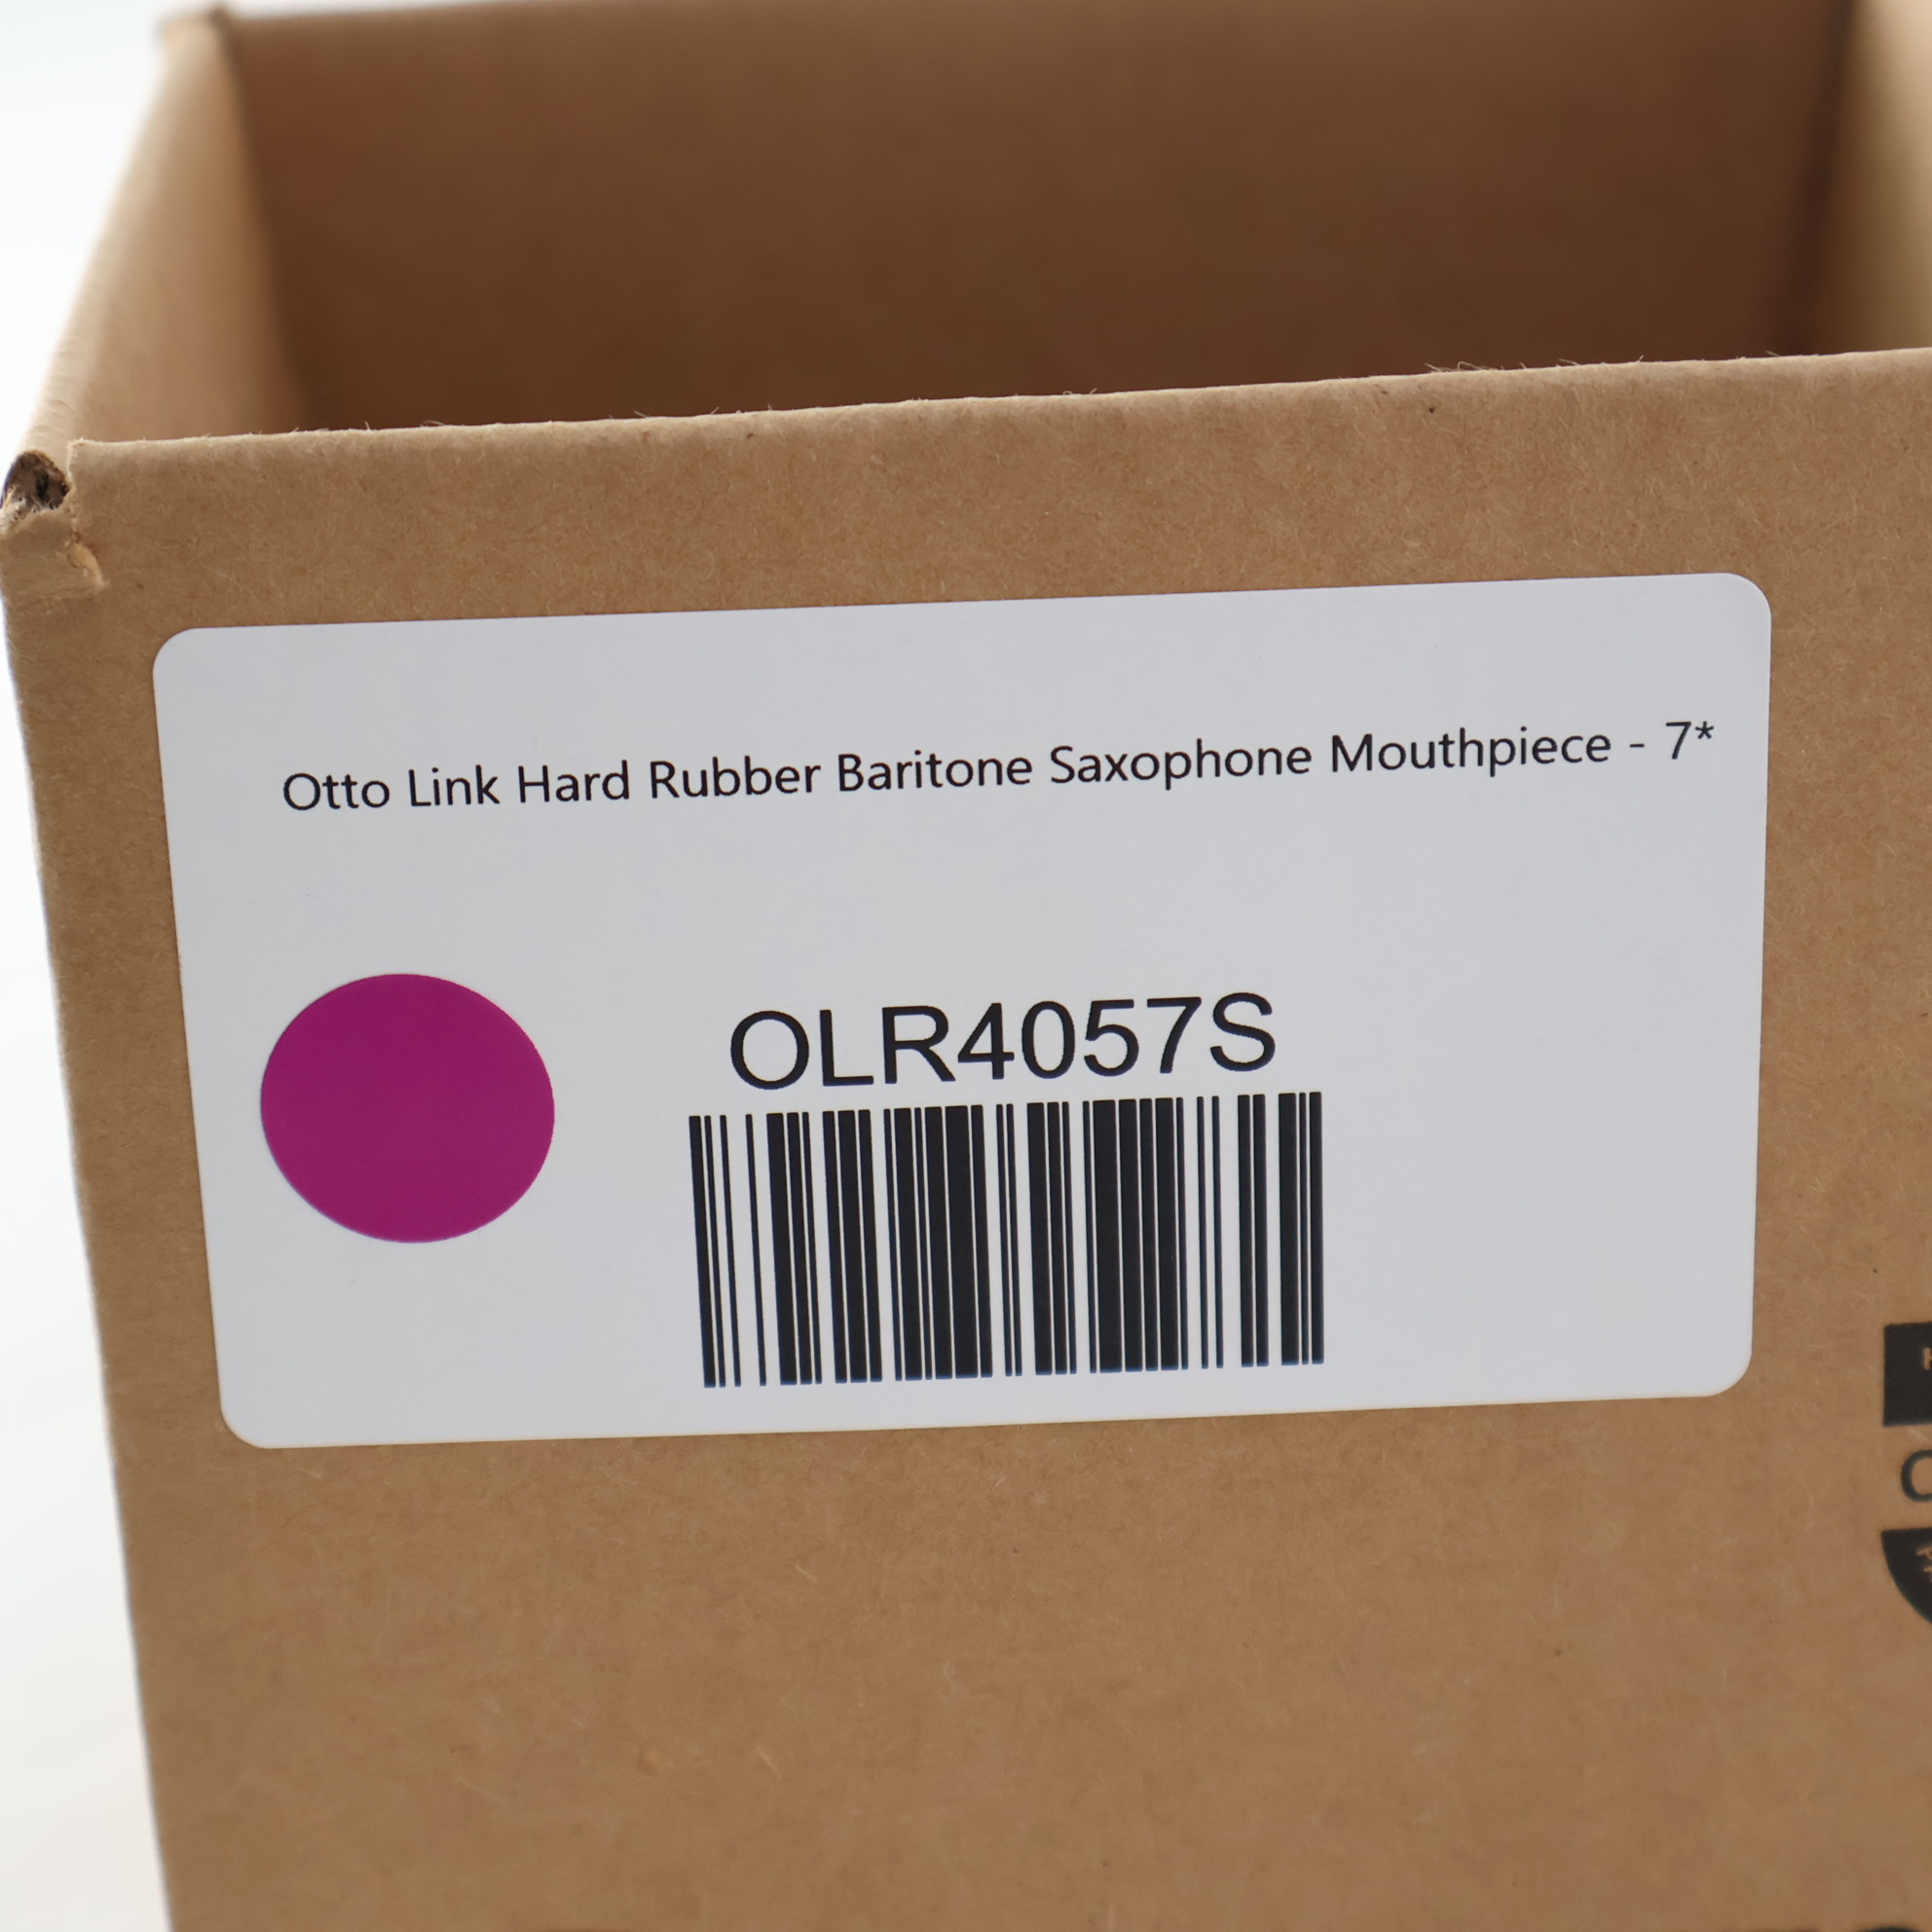 Otto Link Hard Rubber Baritone Saxophone Mouthpiece - 7*
OLR4057S